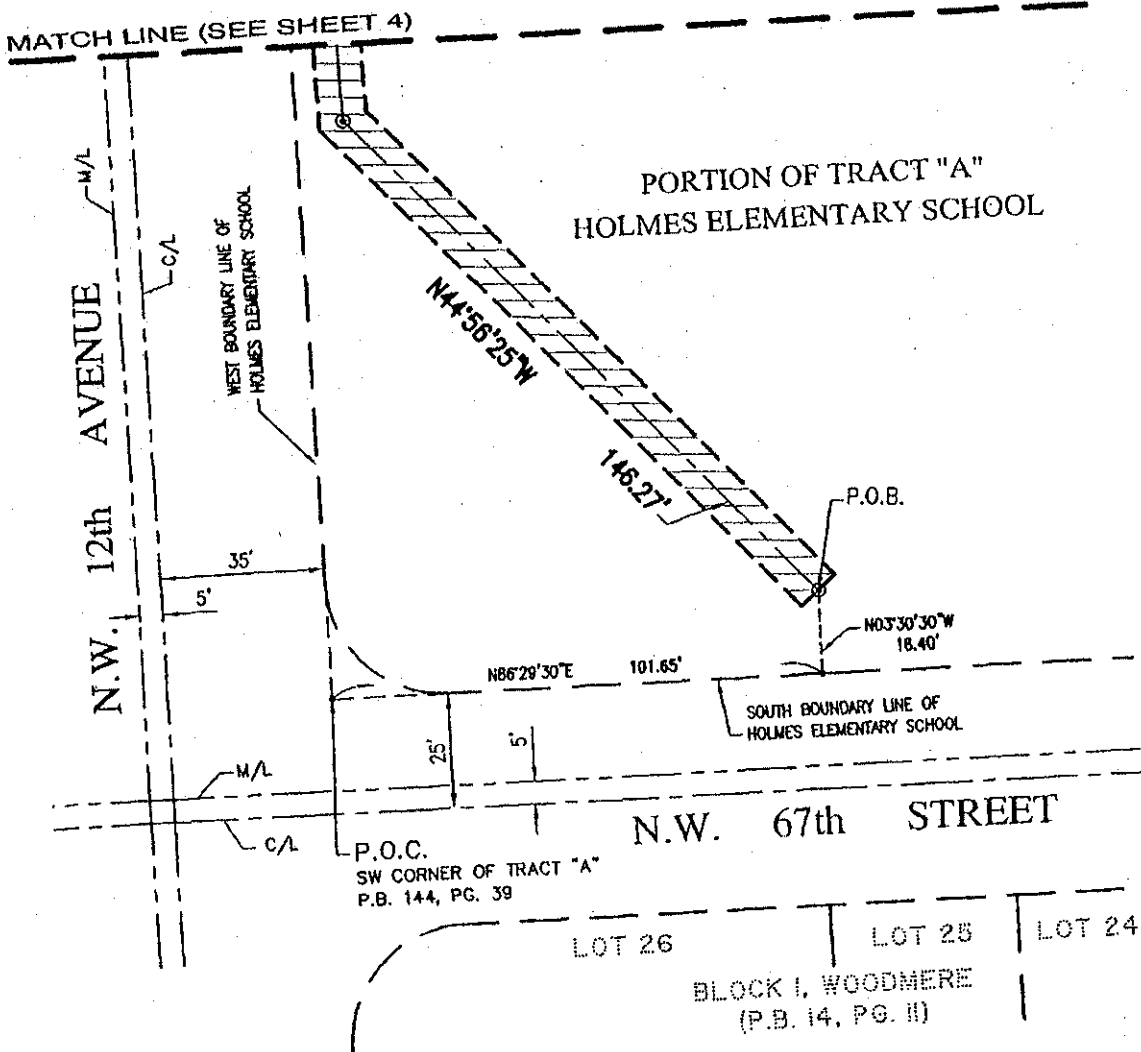 MATCH LINE (SEE SHEET 4)
M/L
C/L
WEST BOUNDARY LINE OF
HOLMES ELEMENTARY SCHOOL
PORTION OF TRACT "A"
HOLMES ELEMENTARY SCHOOL
N44°56'25"W
146.27'
P.O.B.
N.W. 12th AVENUE
35'
5'
N03°30'30"W
18.40'
N86°29'30"E 101.65'
SOUTH BOUNDARY LINE OF
HOLMES ELEMENTARY SCHOOL
25'
5'
M/L
C/L
N.W. 67th STREET
P.O.C.
SW CORNER OF TRACT "A"
P.B. 144, PG. 39
LOT 26
LOT 25
LOT 24
BLOCK 1, WOODMERE
(P.B. 14, PG. 11)